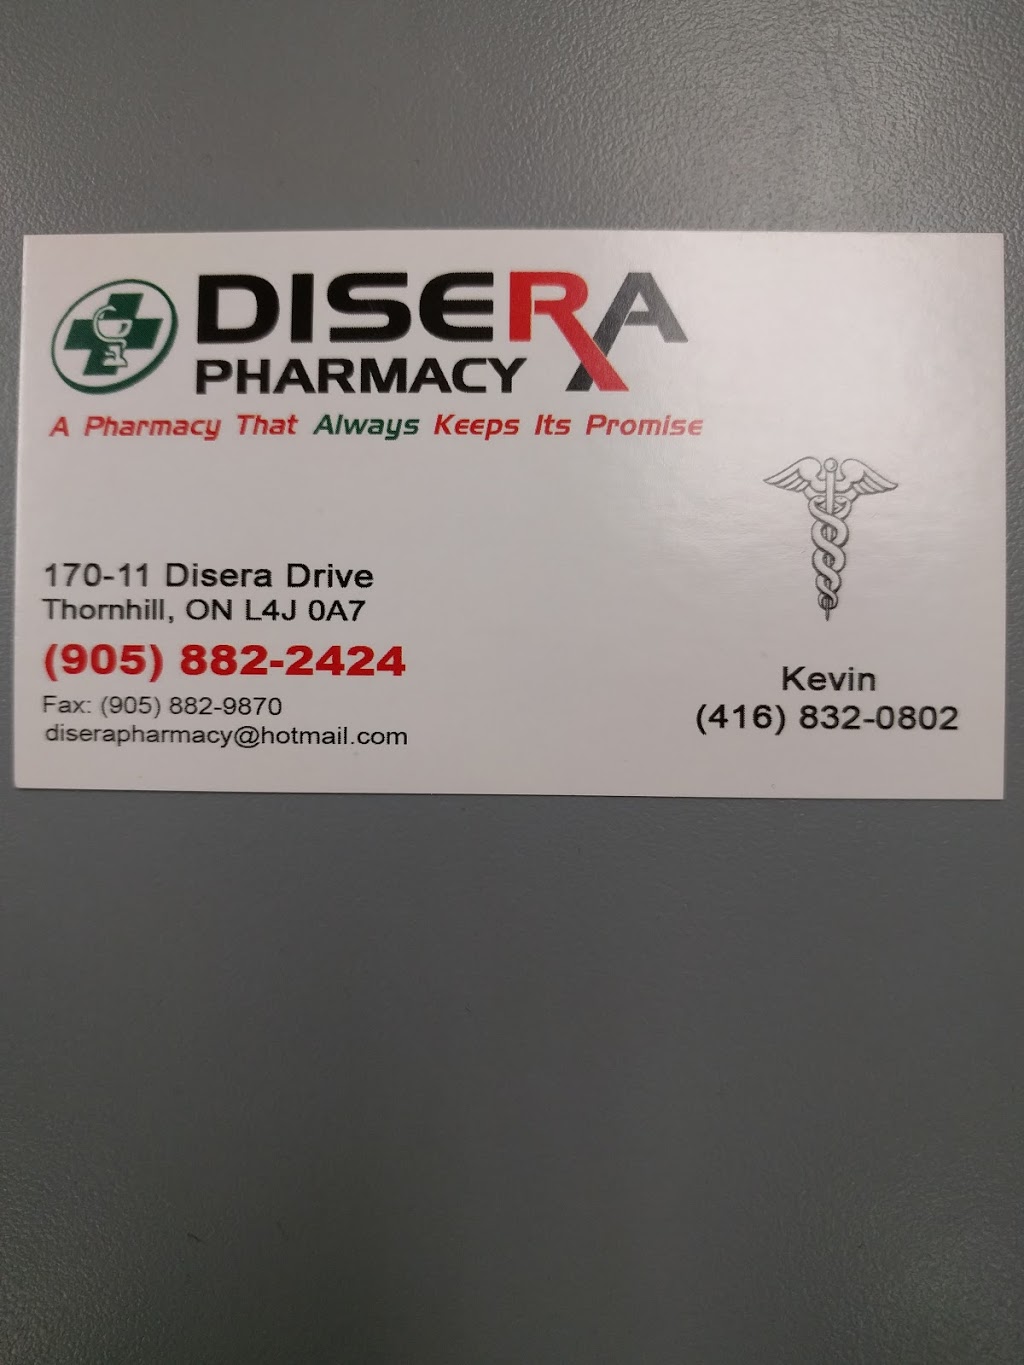 DISERA
PHARMACY
A Pharmacy That Always Keeps Its Promise
170-11 Disera Drive
Thornhill, ON L4J 0A7
(905) 882-2424
Fax: (905) 882-9870
diserapharmacy@hotmail.com
Kevin
(416) 832-0802